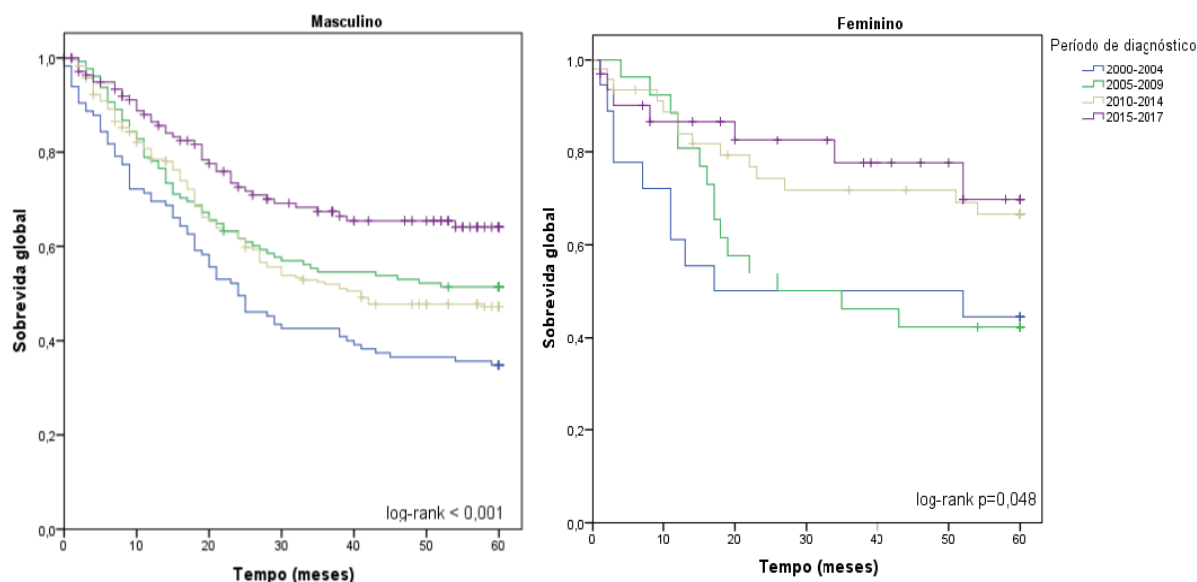 Masculino
1,0
0,8
0,6
0,4
0,2
0,0
Sobrevida global
0 10 20 30 40 50 60
Tempo (meses)
log-rank < 0,001
Feminino
1,0
0,8
0,6
0,4
0,2
0,0
Sobrevida global
0 10 20 30 40 50 60
Tempo (meses)
log-rank p=0,048
Período de diagnóstico
2000-2004
2005-2009
2010-2014
2015-2017